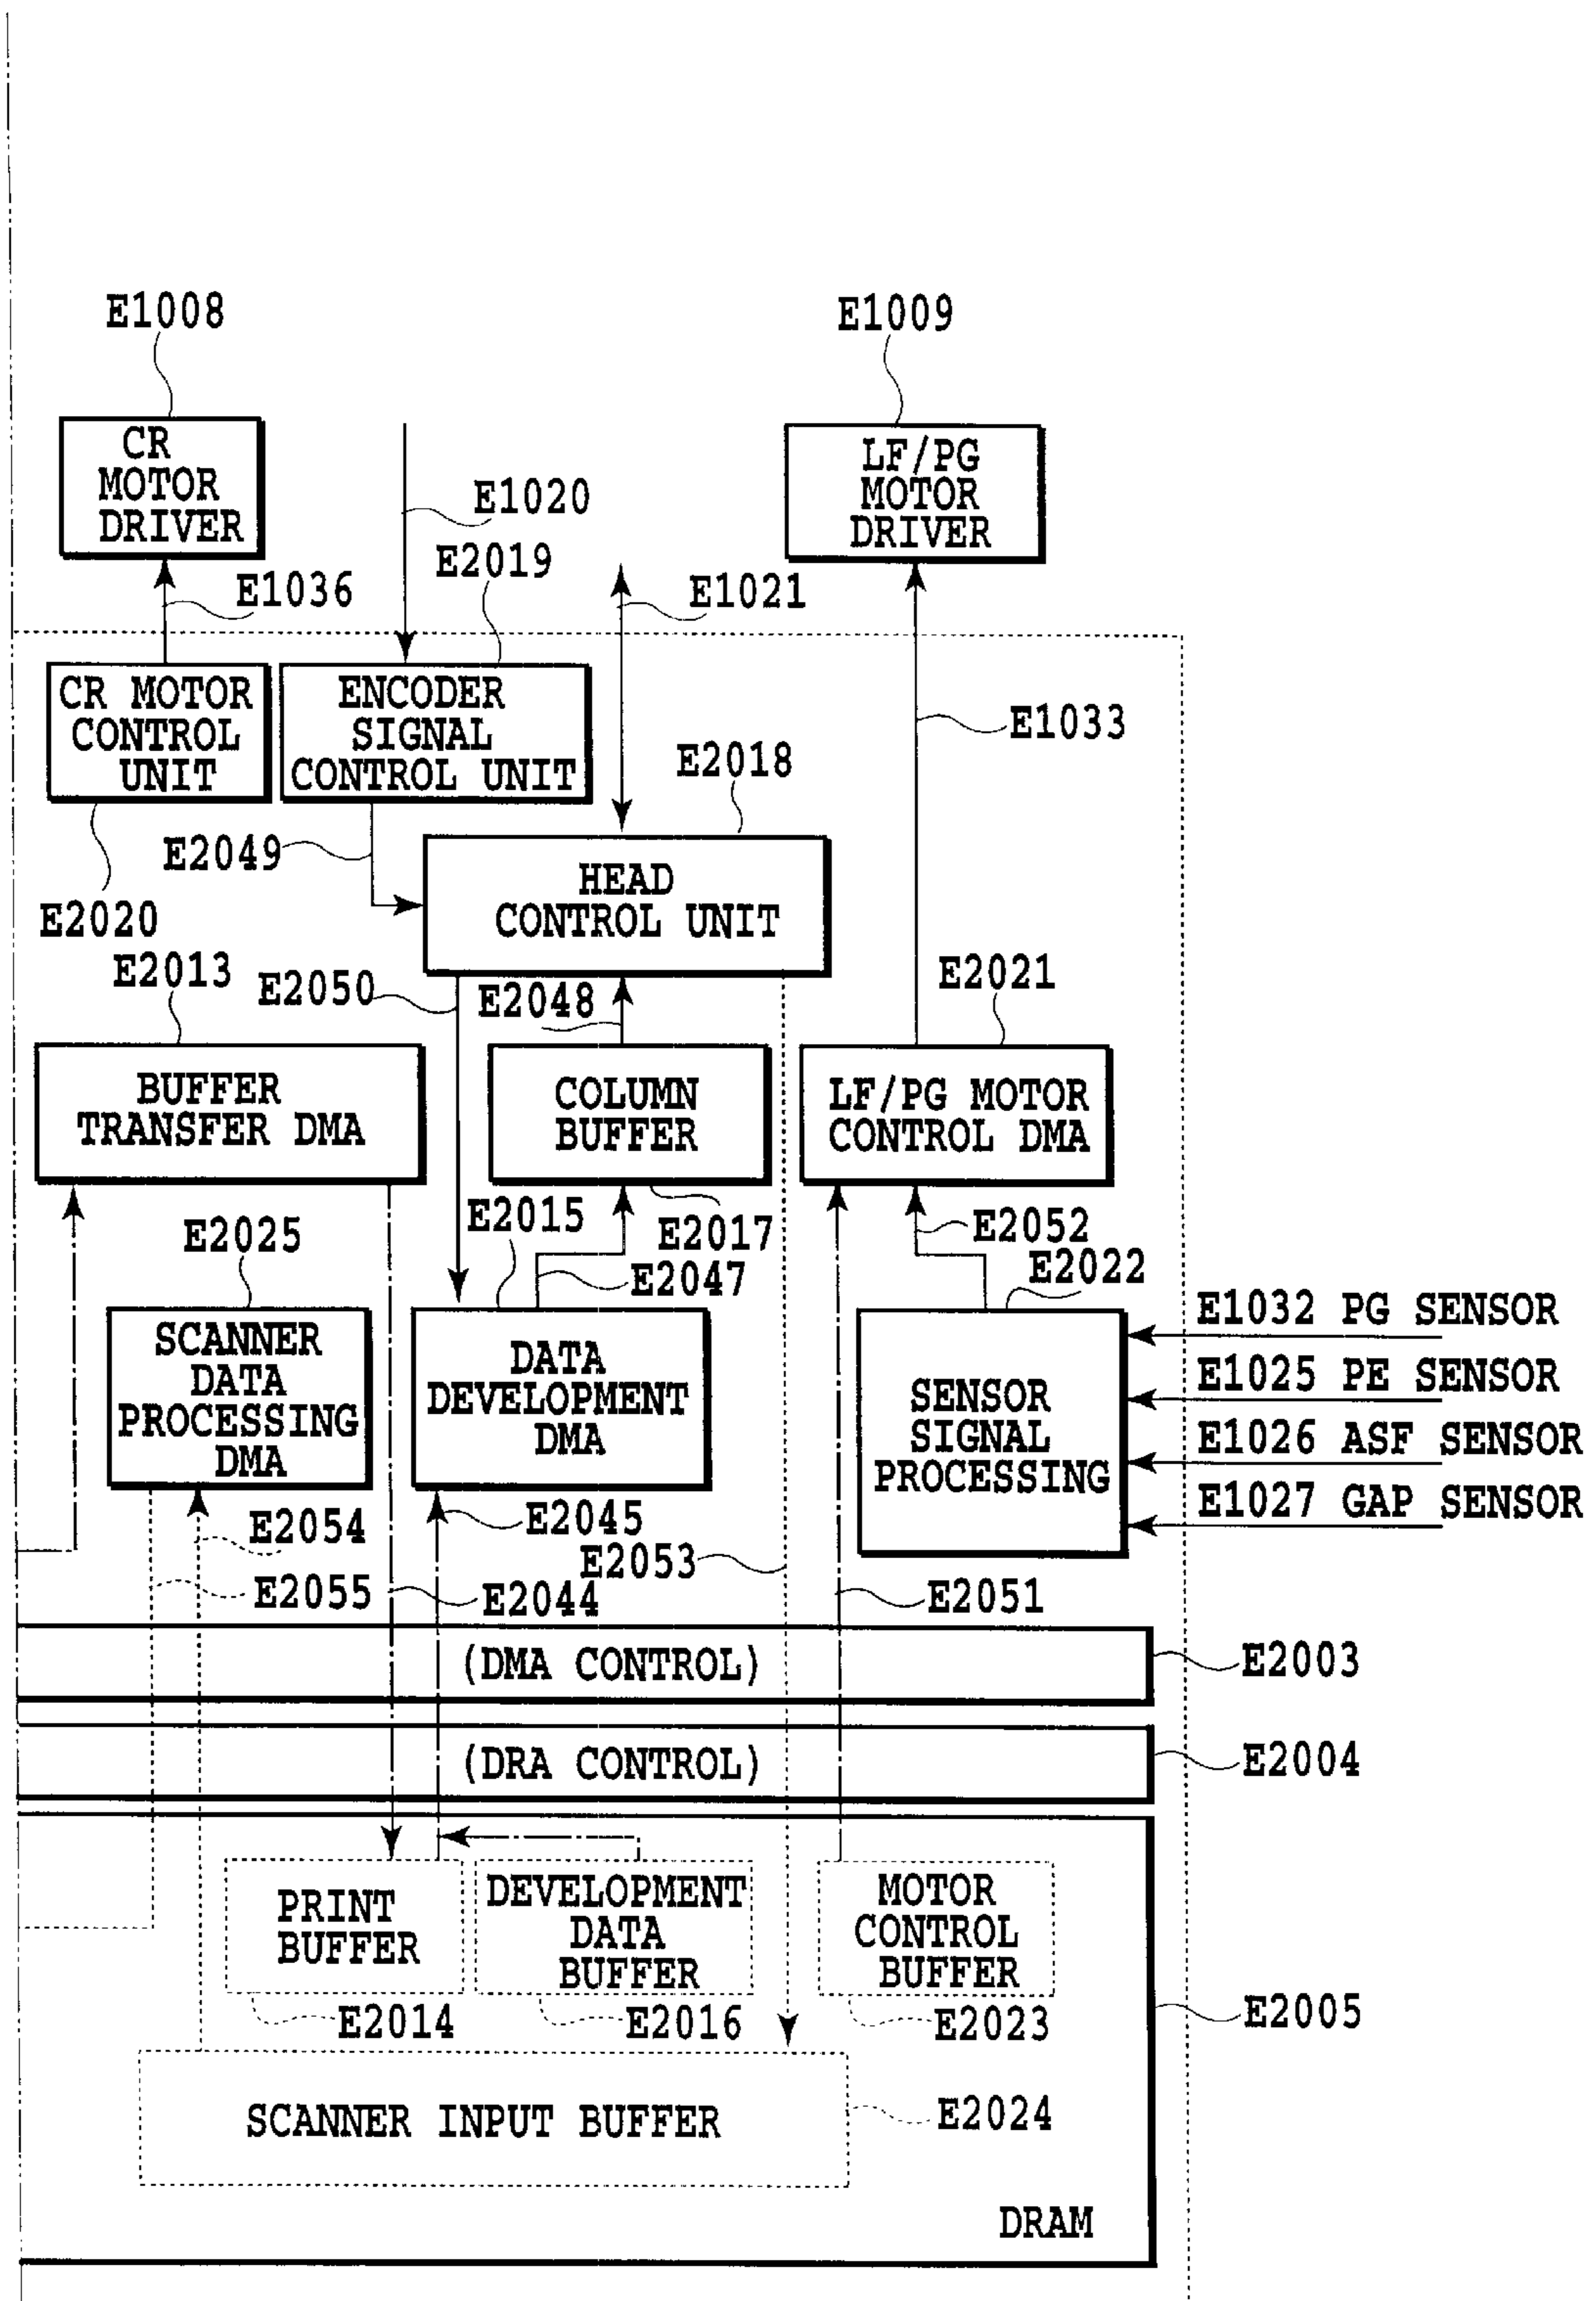 E1008
E1009
CR
MOTOR
DRIVER
LF/PG
MOTOR
DRIVER
E1020
E2019
E1036
E1021
CR MOTOR
CONTROL
UNIT
ENCODER
SIGNAL
CONTROL UNIT
E1033
E2018
E2049
HEAD
CONTROL UNIT
E2020
E2013
E2050
E2048
E2021
BUFFER
TRANSFER DMA
COLUMN
BUFFER
LF/PG MOTOR
CONTROL DMA
E2025
E2015
E2017
E2047
E2052
E2022
SCANNER
DATA
PROCESSING
DMA
DATA
DEVELOPMENT
DMA
SENSOR
SIGNAL
PROCESSING
E1032 PG SENSOR
E1025 PE SENSOR
E1026 ASF SENSOR
E1027 GAP SENSOR
E2054
E2045
E2053
E2055
E2044
E2051
(DMA CONTROL)
E2003
(DRA CONTROL)
E2004
PRINT
BUFFER
DEVELOPMENT
DATA
BUFFER
MOTOR
CONTROL
BUFFER
E2014
E2016
E2023
E2005
SCANNER INPUT BUFFER
E2024
DRAM